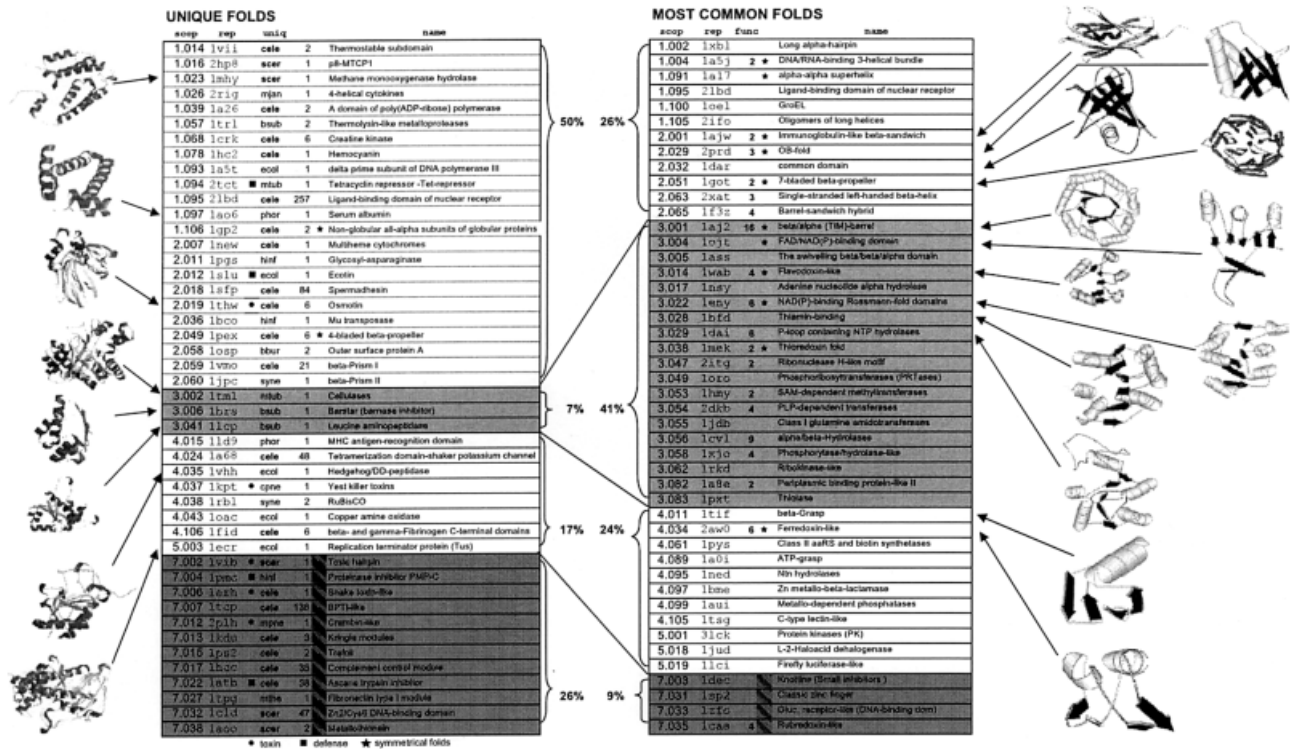 UNIQUE FOLDS
scop rep uniq name
1.014 1vii cele 2 Thermostable subdomain
1.016 2hp8 scer 1 p8-MTCP1
1.023 1mhy scer 1 Methane monooxygenase hydrolase
1.026 2rig mjan 1 4-helical cytokines
1.039 1a26 cele 2 A domain of poly(ADP-ribose) polymerase
1.057 1trl bsub 2 Thermolysin-like metalloproteases
1.068 1crk cele 6 Creatine kinase
1.078 1hc2 cele 1 Hemocyanin
1.093 1a5t ecol 1 delta prime subunit of DNA polymerase III
1.094 2tct ■ mtub 1 Tetracyclin repressor -Tet-repressor
1.095 2lbd cele 257 Ligand-binding domain of nuclear receptor
1.097 1ao6 phor 1 Serum albumin
1.106 1gp2 cele 2 ★ Non-globular all-alpha subunits of globular proteins
2.007 1new cele 1 Multiheme cytochromes
2.011 1pgs hinf 1 Glycosyl-asparaginase
2.012 1slu ■ ecol 1 Ecotin
2.018 1sfp cele 84 Spermadhesin
2.019 1thw ● cele 6 Osmotin
2.036 1bco hinf 1 Mu transposase
2.049 1pex cele 6 ★ 4-bladed beta-propeller
2.058 1osp bbur 2 Outer surface protein A
2.059 1vmo cele 21 beta-Prism I
2.060 1jpc syne 1 beta-Prism II
3.002 1tml mtub 1 Cellulases
3.006 1brs bsub 1 Barstar (barnase inhibitor)
3.041 1lcp bsub 1 Leucine aminopeptidase
4.015 1ld9 phor 1 MHC antigen-recognition domain
4.024 1a68 cele 48 Tetramerization domain-shaker potassium channel
4.035 1vhh ecol 1 Hedgehog/DD-peptidase
4.037 1kpt ● cpne 1 Yest killer toxins
4.038 1rbl syne 2 RuBisCO
4.043 1oac ecol 1 Copper amine oxidase
4.106 1fid cele 6 beta- and gamma-Fibrinogen C-terminal domains
5.003 1ecr ecol 1 Replication terminator protein (Tus)
7.002 1vib ● scer 1 Toxic hairpin
7.004 1pmc ■ hinf 1 Proteinase inhibitor PMP-C
7.006 ● cele 1 Snake toxin-like
7.007 1tcp cele BPTI-like
7.012 2plh ● 1 Crambin-like
7.013 1kdu cele 3 Kringle modules
7.015 1ps2 cele 2 Trefoil
7.017 1hcc cele Complement control module
7.022 1ath ■ cele 38 Ascaris trypsin inhibitor
7.027 1tpg 1 Fibronectin type I module
7.032 1cld scer 47 Zn2/Cys6 DNA-binding domain
7.038 1aoo scer 2 Metallothionein
● toxin ■ defense ★ symmetrical folds
50%
7%
17%
26%
MOST COMMON FOLDS
scop rep func name
1.002 1xbl Long alpha-hairpin
1.004 1a5j 2 ★ DNA/RNA-binding 3-helical bundle
1.091 1a17 ★ alpha-alpha superhelix
1.095 2lbd Ligand-binding domain of nuclear receptor
1.100 1oel GroEL
1.105 2ifo Oligomers of long helices
2.001 1ajw 2 ★ Immunoglobulin-like beta-sandwich
2.029 2prd 3 ★ OB-fold
2.032 1dar common domain
2.051 1got 2 ★ 7-bladed beta-propeller
2.063 2xat 3 Single-stranded left-handed beta-helix
2.065 1f3z 4 Barrel-sandwich hybrid
3.001 1aj2 16 ★ beta/alpha (TIM)-barrel
3.004 1ojt ★ FAD/NAD(P)-binding domain
3.005 1ass The swivelling beta/beta/alpha domain
3.014 1wab 4 ★ Flavodoxin-like
3.017 1nsy Adenine nucleotide alpha hydrolase
3.022 1eny 6 ★ NAD(P)-binding Rossmann-fold domains
3.028 1bfd Thiamin-binding
3.029 1dai 6 P-loop containing NTP hydrolases
3.038 1mek 2 ★ Thioredoxin fold
3.047 2itg 2 Ribonuclease H-like motif
3.049 1oro Phosphoribosyltransferases (PRTases)
3.053 1hmy 2 SAM-dependent methyltransferases
3.054 2dkb 4 PLP-dependent transferases
3.055 1jdb Class I glutamine amidotransferases
3.056 1cvl 9 alpha/beta-Hydrolases
3.058 1xjo 4 Phosphorylase/hydrolase-like
3.062 1rkd Ribokinase-like
3.082 1a8e 2 Periplasmic binding protein-like II
3.083 1pxt Thiolase
4.011 1tif beta-Grasp
4.034 2aw0 6 ★ Ferredoxin-like
4.061 1pys Class II aaRS and biotin synthetases
4.089 1a0i ATP-grasp
4.095 1ned Ntn hydrolases
4.097 1bme Zn metallo-beta-lactamase
4.099 1aui Metallo-dependent phosphatases
4.105 1tsg C-type lectin-like
5.001 3lck Protein kinases (PK)
5.018 1jud L-2-Haloacid dehalogenase
5.019 1lci Firefly luciferase-like
7.003 1dec Knottins (Small inhibitors )
7.031 1sp2 Classic zinc finger
7.033 1zfo Gluc. receptor-like (DNA-binding dom)
7.035 1caa 4 Rubredoxin-like
26%
41%
24%
9%